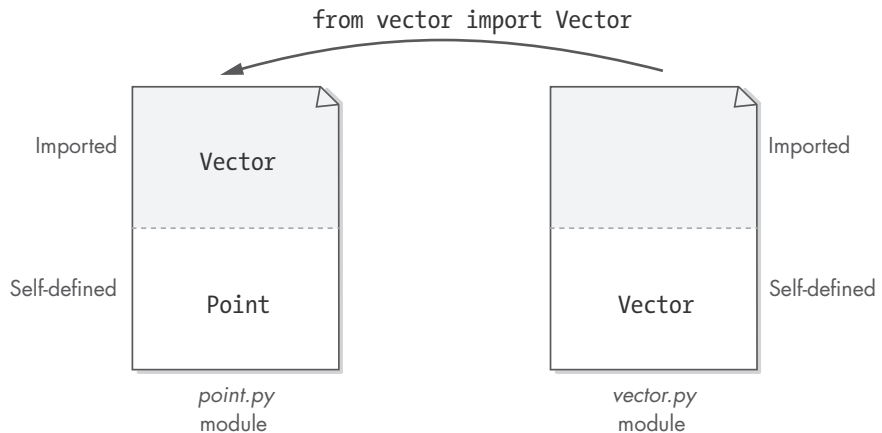 from vector import Vector
Imported
Vector
Imported
Self-defined
Point
Vector
Self-defined
point.py
module
vector.py
module